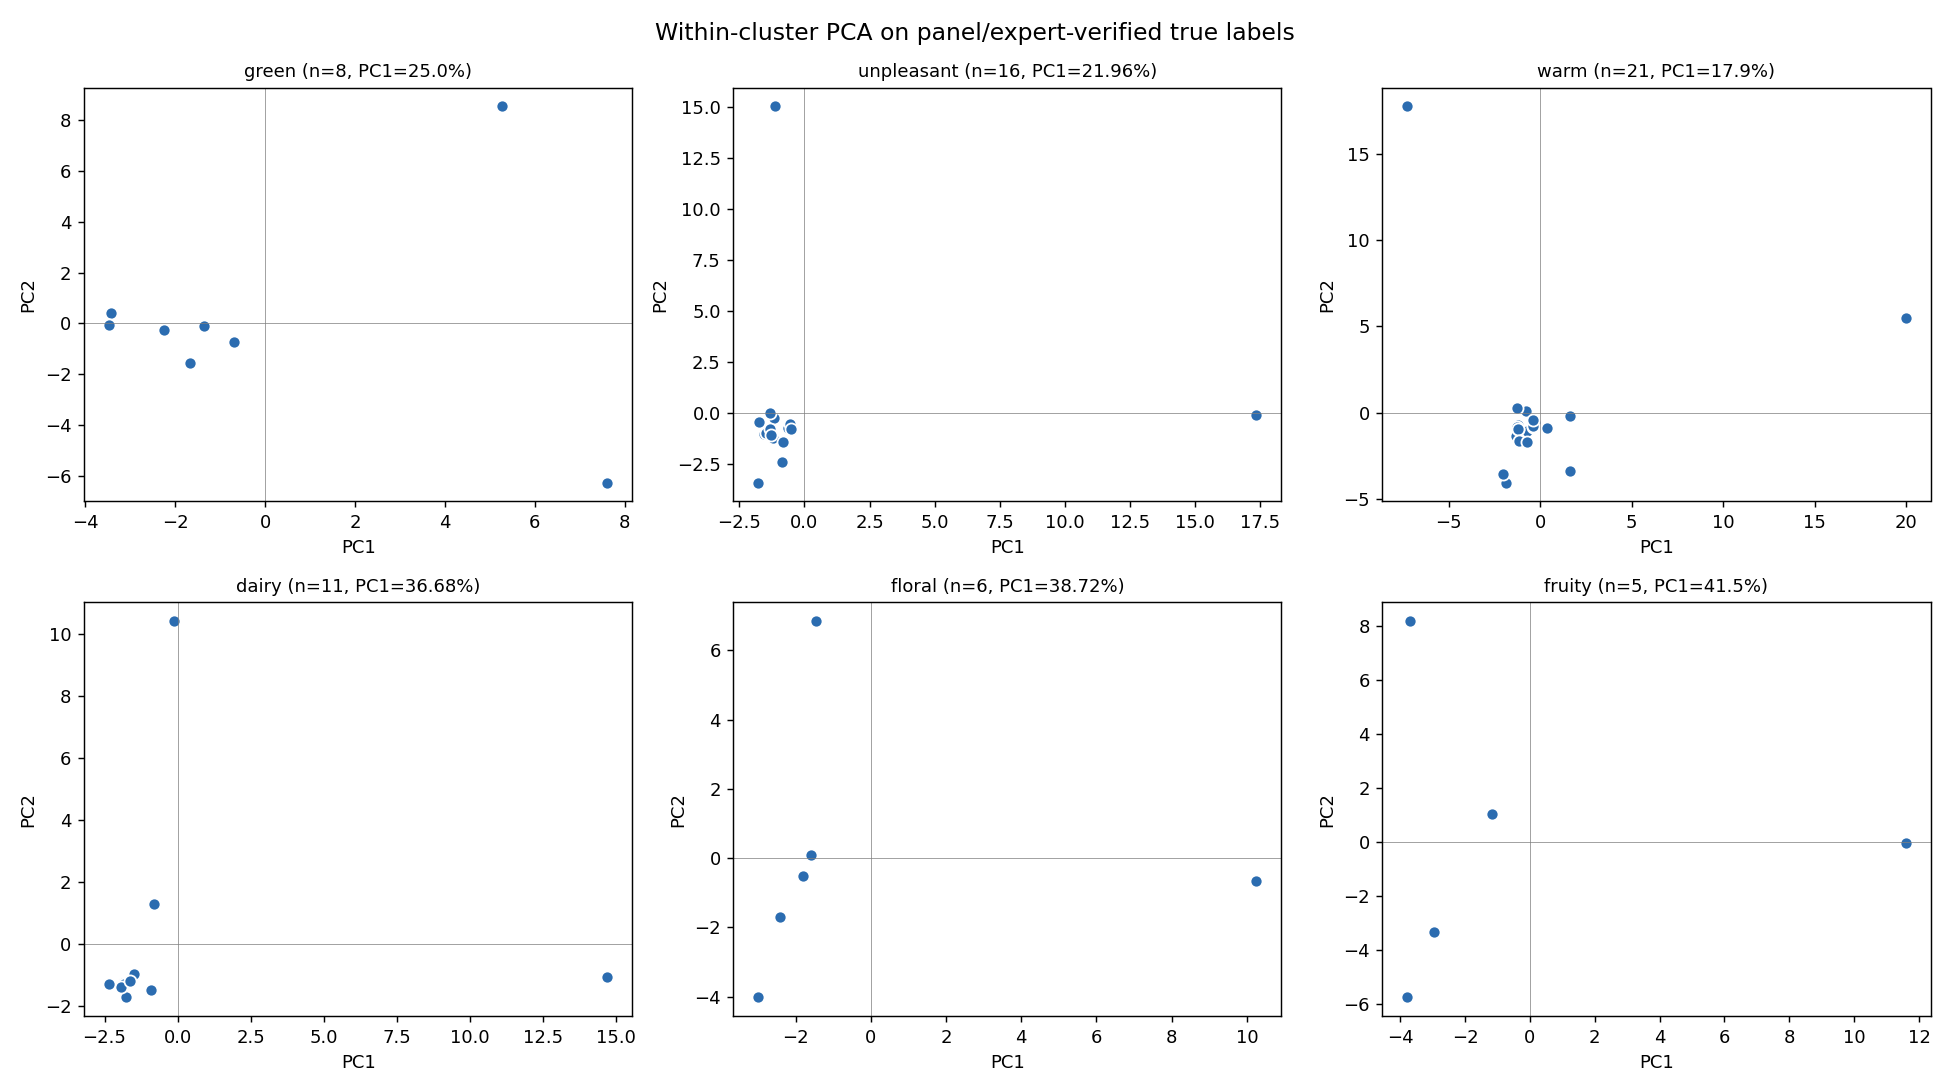 Within-cluster PCA on panel/expert-verified true labels
green (n=8, PC1=25.0%)
8
6
4
2
0
−2
−4
−6
PC2
−4 −2 0 2 4 6 8
PC1
unpleasant (n=16, PC1=21.96%)
15.0
12.5
10.0
7.5
5.0
2.5
0.0
−2.5
PC2
−2.5 0.0 2.5 5.0 7.5 10.0 12.5 15.0 17.5
PC1
warm (n=21, PC1=17.9%)
15
10
5
0
−5
PC2
−5 0 5 10 15 20
PC1
dairy (n=11, PC1=36.68%)
10
8
6
4
2
0
−2
PC2
−2.5 0.0 2.5 5.0 7.5 10.0 12.5 15.0
PC1
floral (n=6, PC1=38.72%)
6
4
2
0
−2
−4
PC2
−2 0 2 4 6 8 10
PC1
fruity (n=5, PC1=41.5%)
8
6
4
2
0
−2
−4
−6
PC2
−4 −2 0 2 4 6 8 10 12
PC1